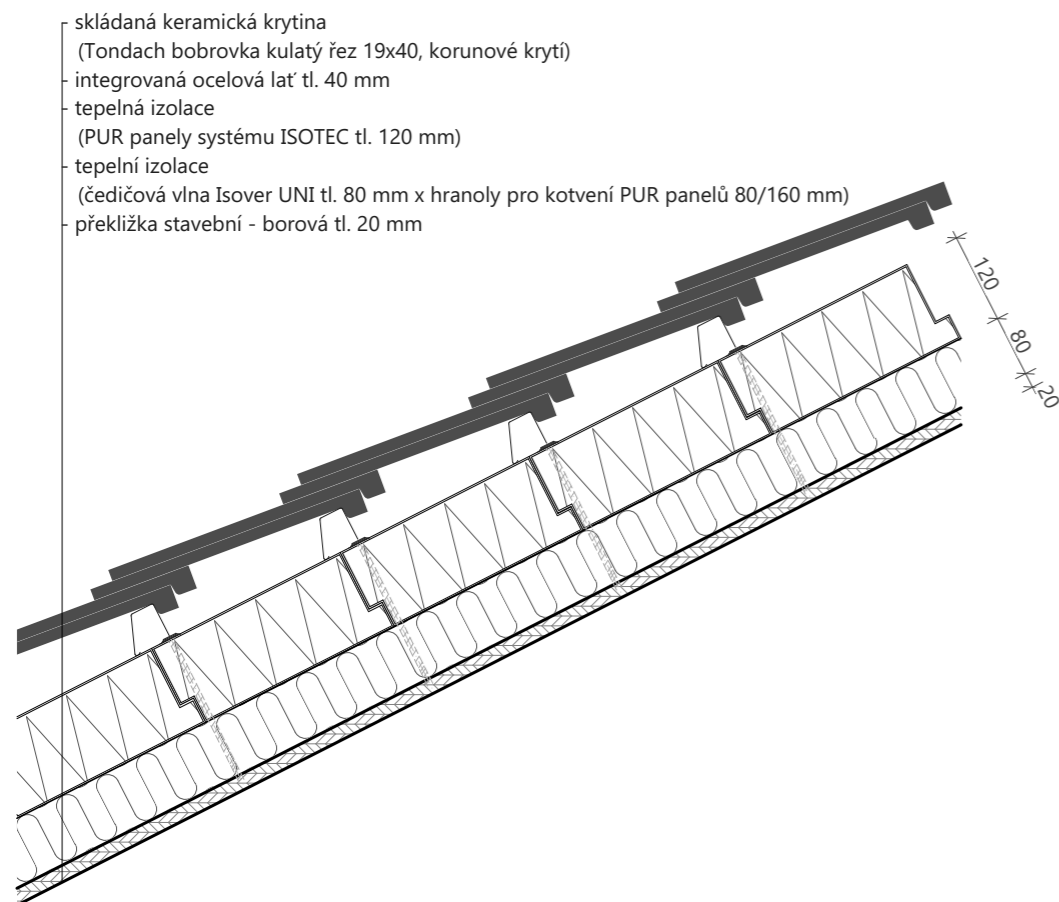 skládaná keramická krytina
(Tondach bobrovka kulatý řez 19x40, korunové krytí)
integrovaná ocelová lať tl. 40 mm
tepelná izolace
(PUR panely systému ISOTEC tl. 120 mm)
tepelní izolace
(čedičová vlna Isover UNI tl. 80 mm x hranoly pro kotvení PUR panelů 80/160 mm)
překližka stavební - borová tl. 20 mm
120
80
20